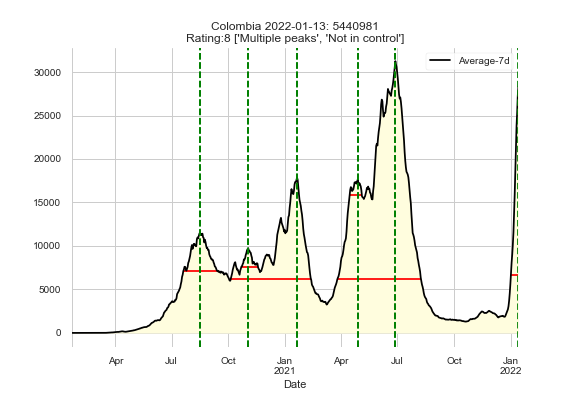 Colombia 2022-01-13: 5440981
Rating:8 ['Multiple peaks', 'Not in control']
Average-7d
30000
25000
20000
15000
10000
5000
0
Apr Jul Oct Jan Apr Jul Oct Jan
2021 2022
Date